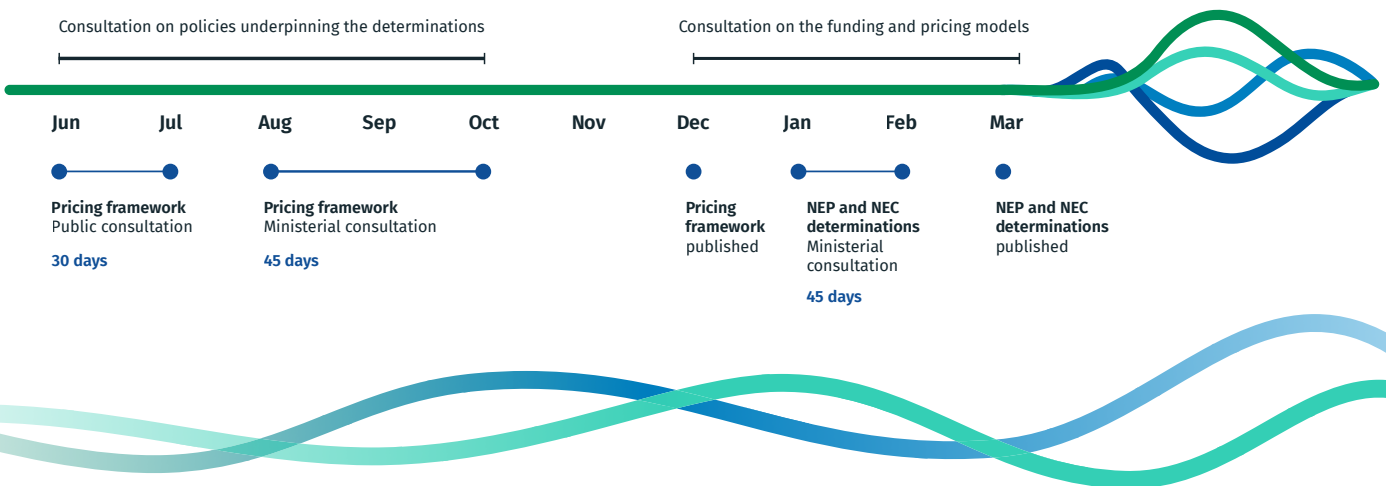 Consultation on policies underpinning the determinations
Consultation on the funding and pricing models
Jun Jul Aug Sep Oct Nov Dec Jan Feb Mar
Pricing framework
Public consultation
30 days
Pricing framework
Ministerial consultation
45 days
Pricing
framework
published
NEP and NEC
determinations
Ministerial
consultation
45 days
NEP and NEC
determinations
published